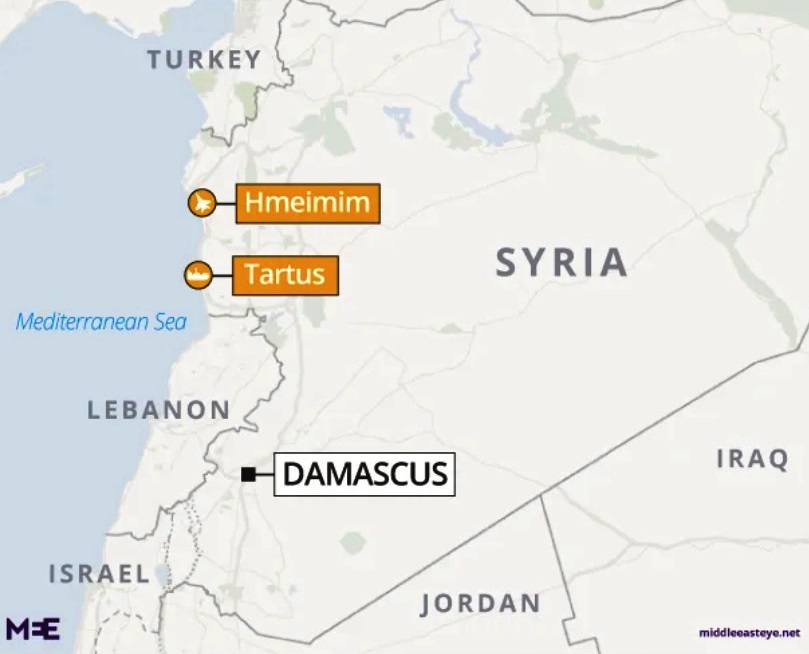 TURKEY
Hmeimim
SYRIA
Tartus
Mediterranean Sea
LEBANON
IRAQ
DAMASCUS
ISRAEL
JORDAN
MEE
middleeasteye.net